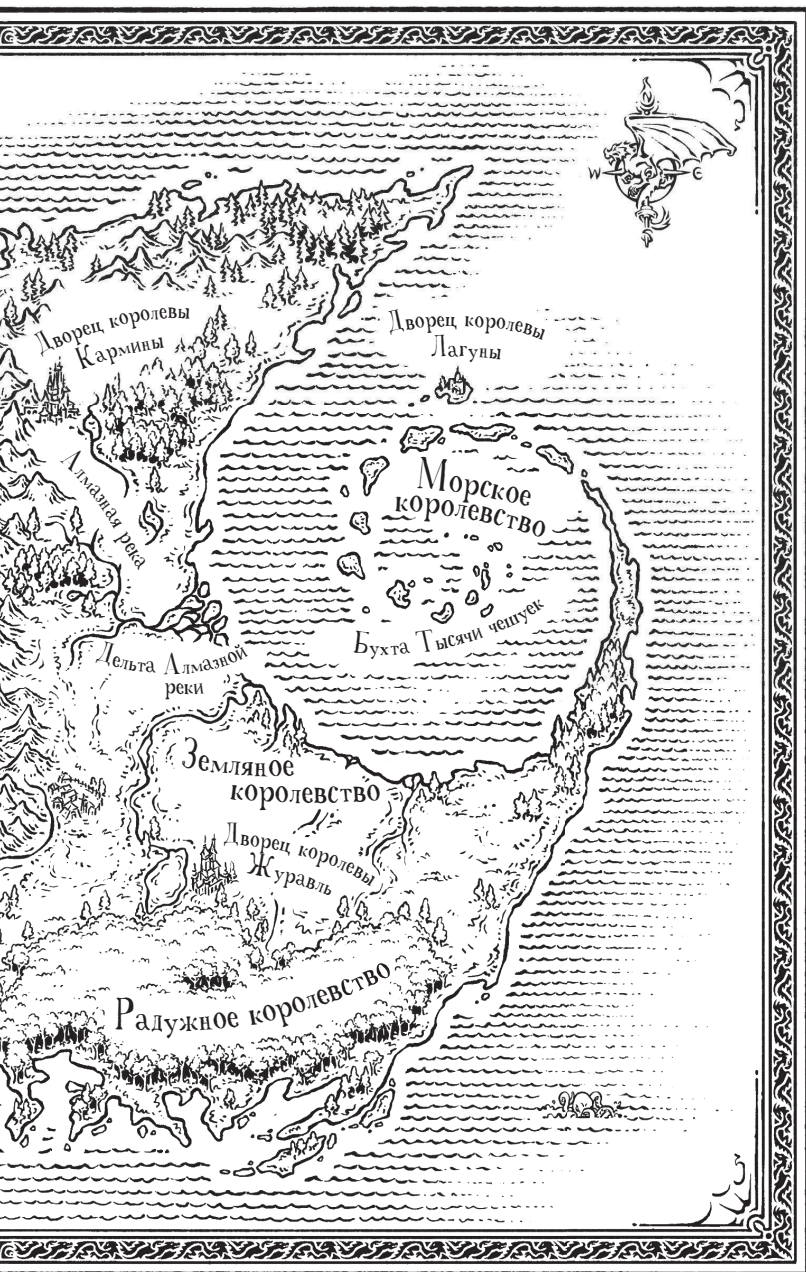 N
W
E
Дворец королевы
Кармины
Дворец королевы
Лагуны
Алмазная река
Морское
королевство
Бухта Тысячи чешуек
Дельта Алмазной
реки
Земляное
королевство
Дворец королевы
Журавль
Радужное королевство